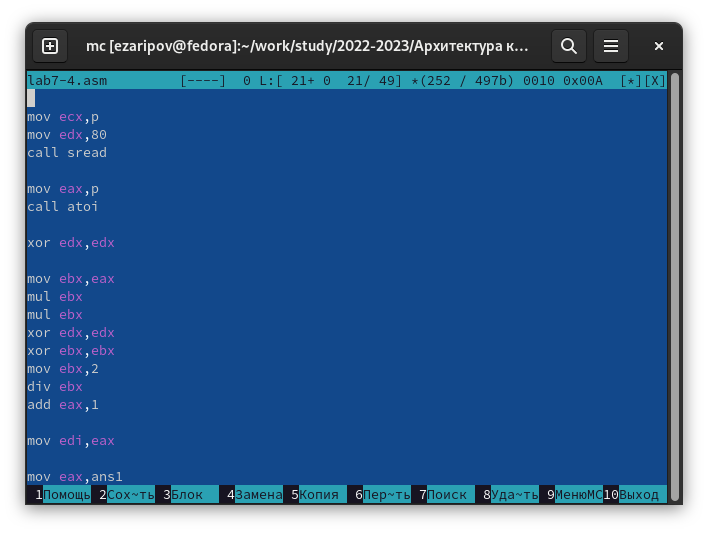 mc [ezaripov@fedora]:~/work/study/2022-2023/Архитектура к…
lab7-4.asm [----] 0 L:[ 21+ 0 21/ 49] *(252 / 497b) 0010 0x00A [*][X]
mov ecx,p
mov edx,80
call sread
mov eax,p
call atoi
xor edx,edx
mov ebx,eax
mul ebx
mul ebx
xor edx,edx
xor ebx,ebx
mov ebx,2
div ebx
add eax,1
mov edi,eax
mov eax,ans1
1Помощь 2Сох~ть 3Блок 4Замена 5Копия 6Пер~ть 7Поиск 8Уда~ть 9МенюMC 10Выход